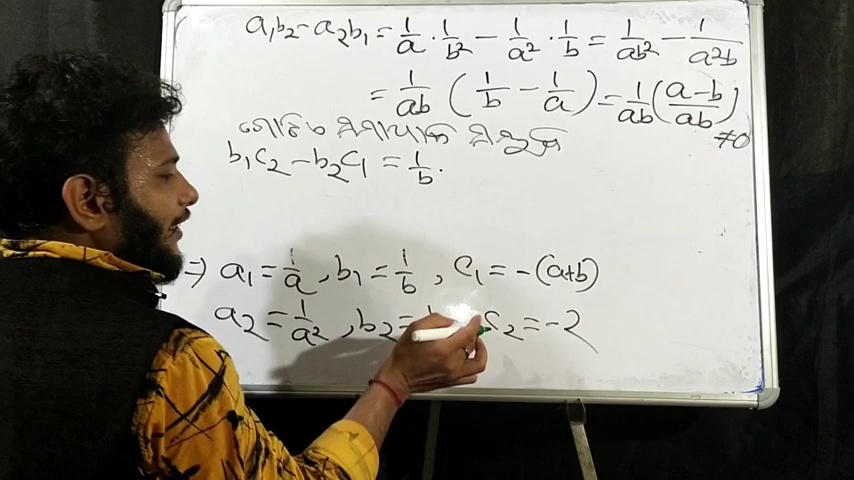 a₁b₂ - a₂b₁ = 1/a · 1/b² - 1/a² · 1/b = 1/ab² - 1/a²b
= 1/ab (1/b - 1/a) = 1/ab (a-b/ab) ≠0
b₁c₂ - b₂c₁ = 1/b ·
⇒ a₁ = 1/a , b₁ = 1/b , c₁ = -(a+b)
a₂ = 1/a² , b₂ = 1 c₂ = -2